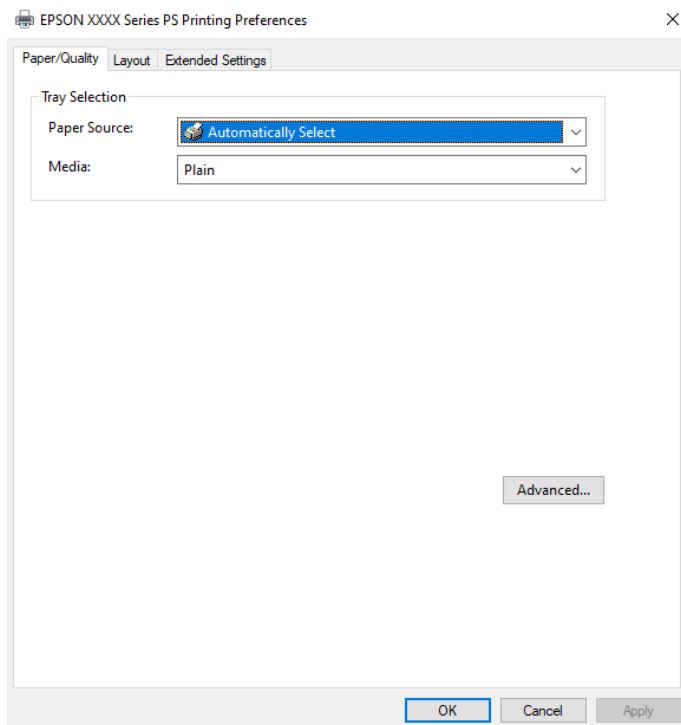 EPSON XXXX Series PS Printing Preferences
Paper/Quality Layout Extended Settings
Tray Selection
Paper Source: Automatically Select
Media: Plain
Advanced...
OK Cancel Apply